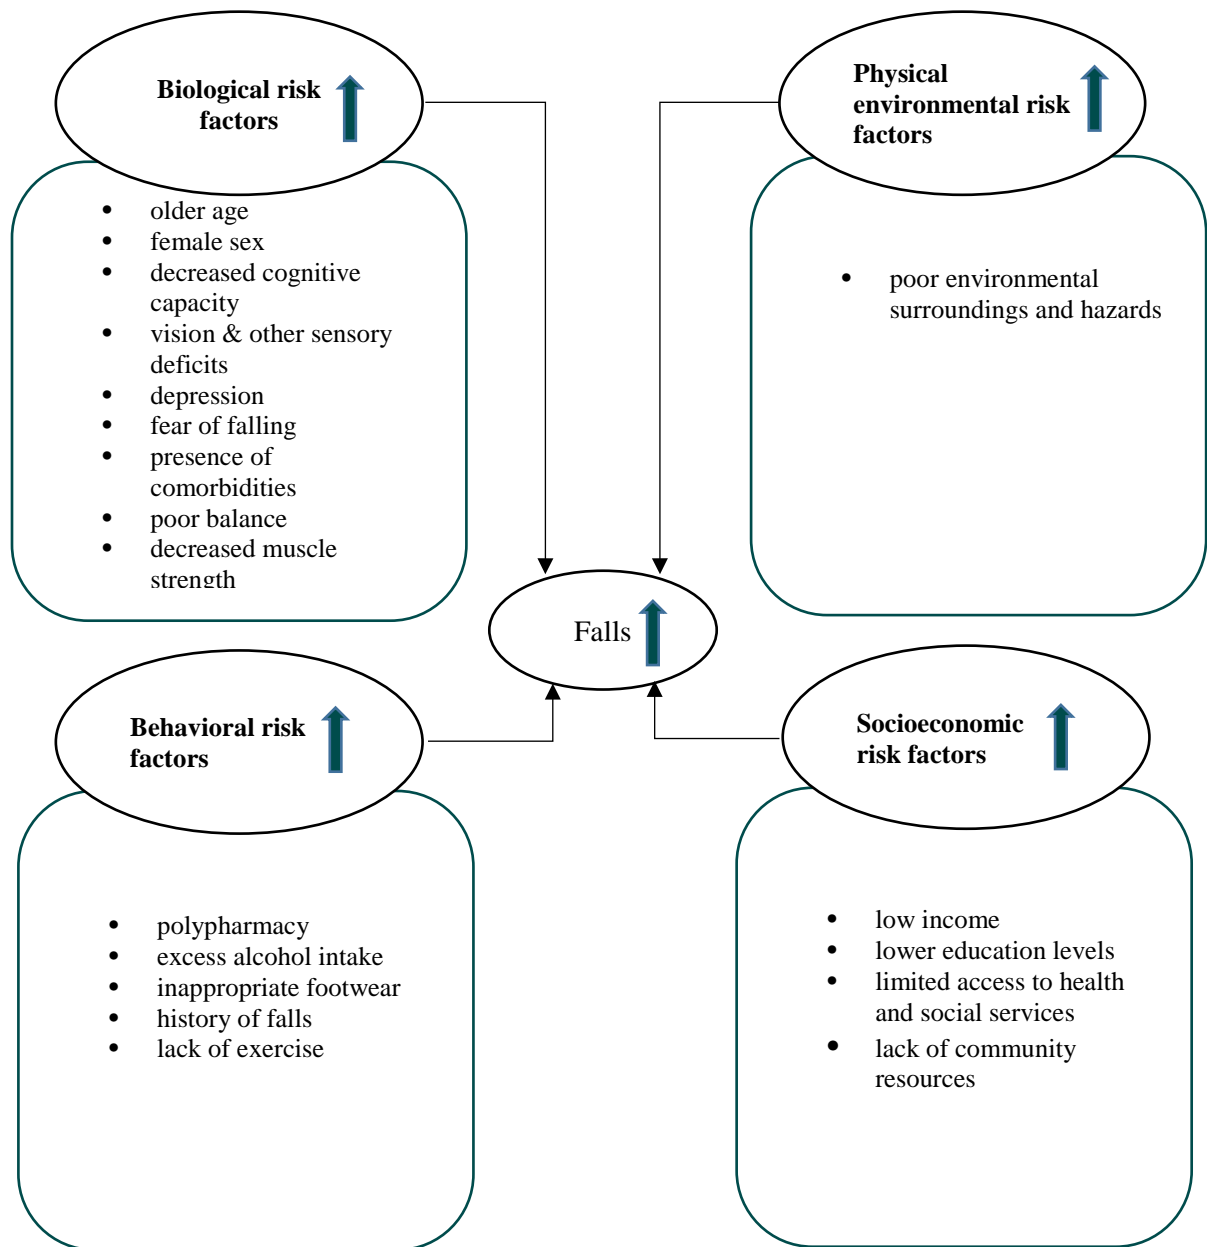 Biological risk
factors
• older age
• female sex
• decreased cognitive
capacity
• vision & other sensory
deficits
• depression
• fear of falling
• presence of
comorbidities
• poor balance
• decreased muscle
strength
Physical
environmental risk
factors
• poor environmental
surroundings and hazards
Falls
Behavioral risk
factors
• polypharmacy
• excess alcohol intake
• inappropriate footwear
• history of falls
• lack of exercise
Socioeconomic
risk factors
• low income
• lower education levels
• limited access to health
and social services
• lack of community
resources